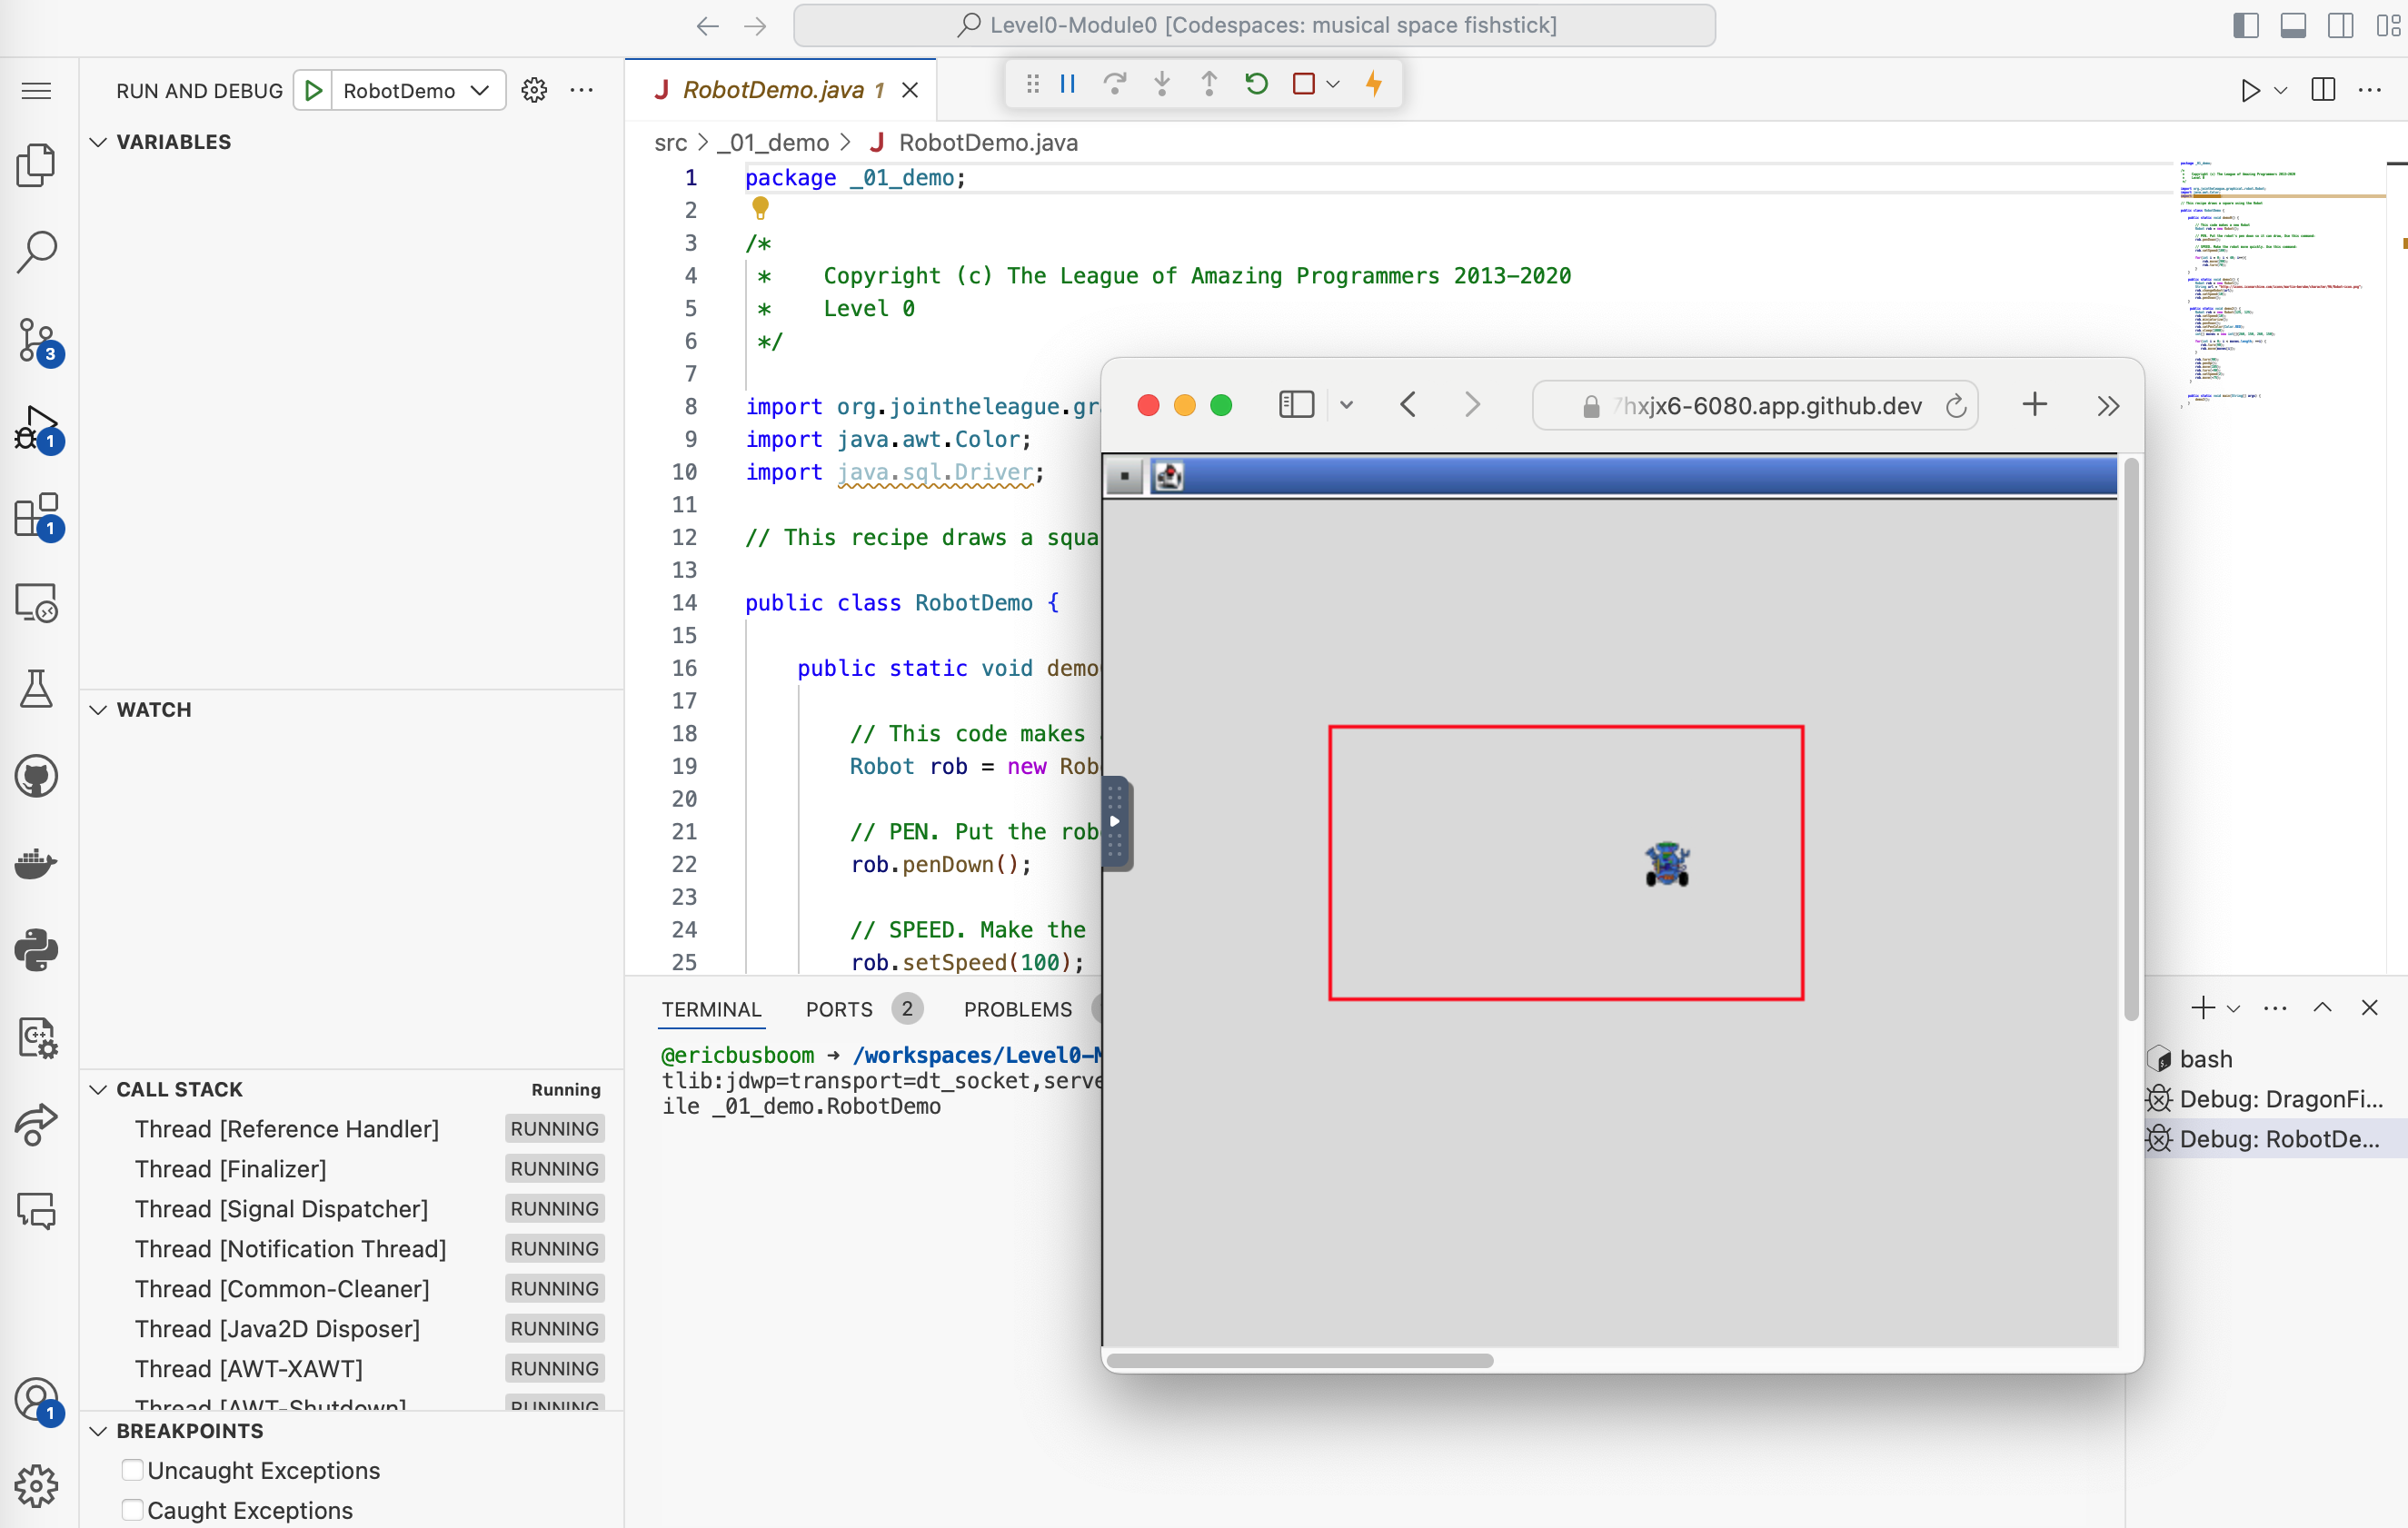 Level0-Module0 [Codespaces: musical space fishstick]
RUN AND DEBUG
RobotDemo
VARIABLES
WATCH
CALL STACK
Running
Thread [Reference Handler] RUNNING
Thread [Finalizer] RUNNING
Thread [Signal Dispatcher] RUNNING
Thread [Notification Thread] RUNNING
Thread [Common-Cleaner] RUNNING
Thread [Java2D Disposer] RUNNING
Thread [AWT-XAWT] RUNNING
Thread [AWT-Shutdown] RUNNING
BREAKPOINTS
Uncaught Exceptions
Caught Exceptions
3
1
1
1
RobotDemo.java 1
src > _01_demo > J RobotDemo.java
1 package _01_demo;
2
3 /*
4 * Copyright (c) The League of Amazing Programmers 2013-2020
5 * Level 0
6 */
7
8 import org.jointheleague.gr
9 import java.awt.Color;
10 import java.sql.Driver;
11
12 // This recipe draws a squa
13
14 public class RobotDemo {
15
16 public static void demo
17
18 // This code makes
19 Robot rob = new Rob
20
21 // PEN. Put the rob
22 rob.penDown();
23
24 // SPEED. Make the
25 rob.setSpeed(100);
7hxjx6-6080.app.github.dev
TERMINAL PORTS 2 PROBLEMS
@ericbusboom → /workspaces/Level0-M
tlib:jdwp=transport=dt_socket,serve
ile _01_demo.RobotDemo
bash
Debug: DragonFi...
Debug: RobotDe...